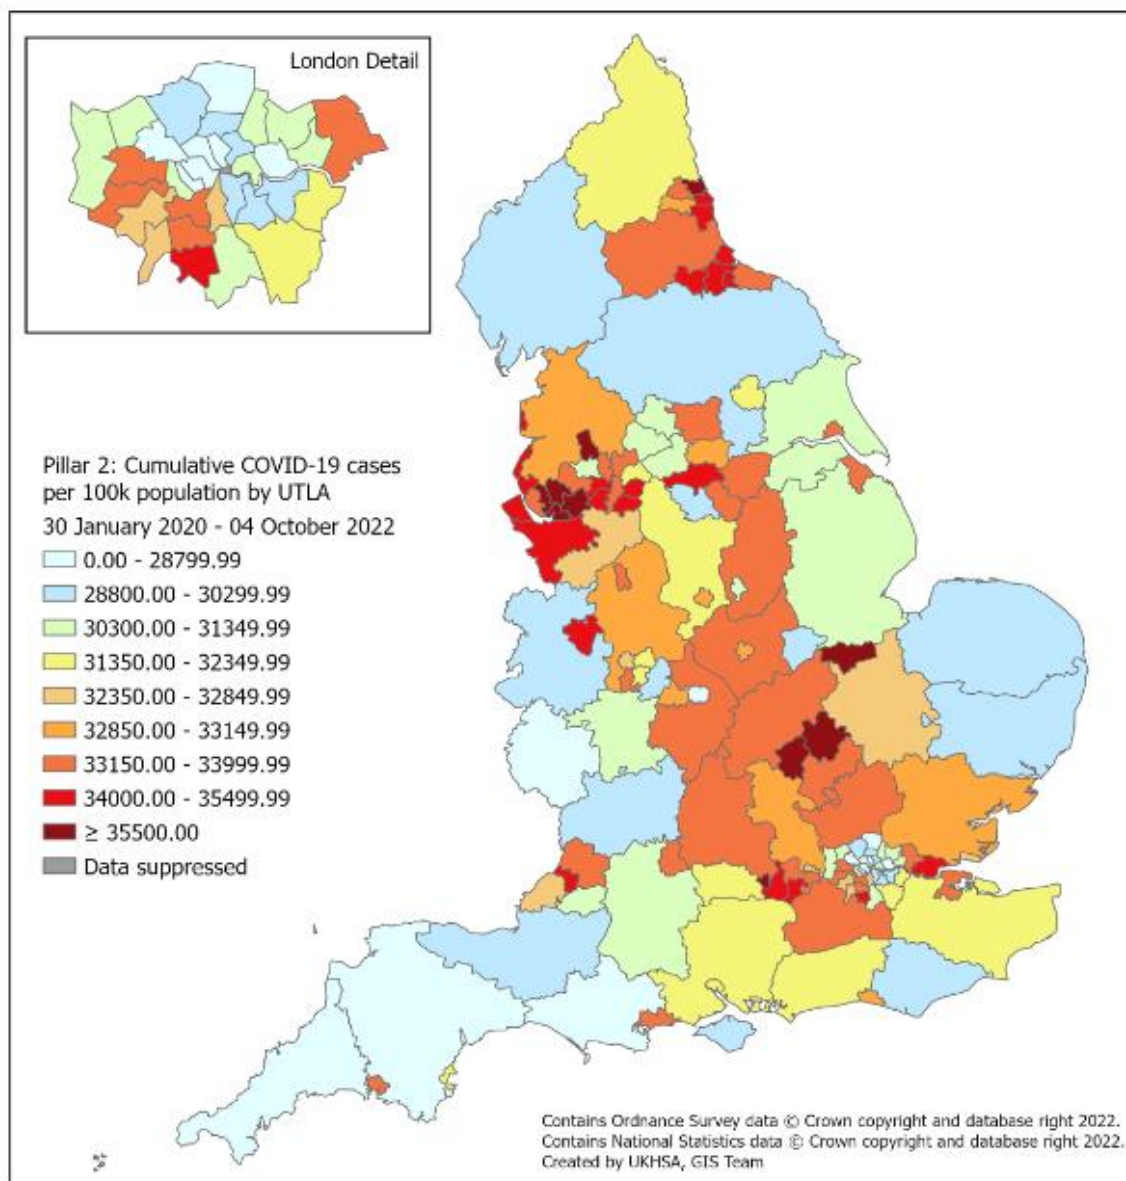 London Detail
Pillar 2: Cumulative COVID-19 cases
per 100k population by UTLA
30 January 2020 - 04 October 2022
0.00 - 28799.99
28800.00 - 30299.99
30300.00 - 31349.99
31350.00 - 32349.99
32350.00 - 32849.99
32850.00 - 33149.99
33150.00 - 33999.99
34000.00 - 35499.99
≥ 35500.00
Data suppressed
Contains Ordnance Survey data © Crown copyright and database right 2022.
Contains National Statistics data © Crown copyright and database right 2022.
Created by UKHSA, GIS Team